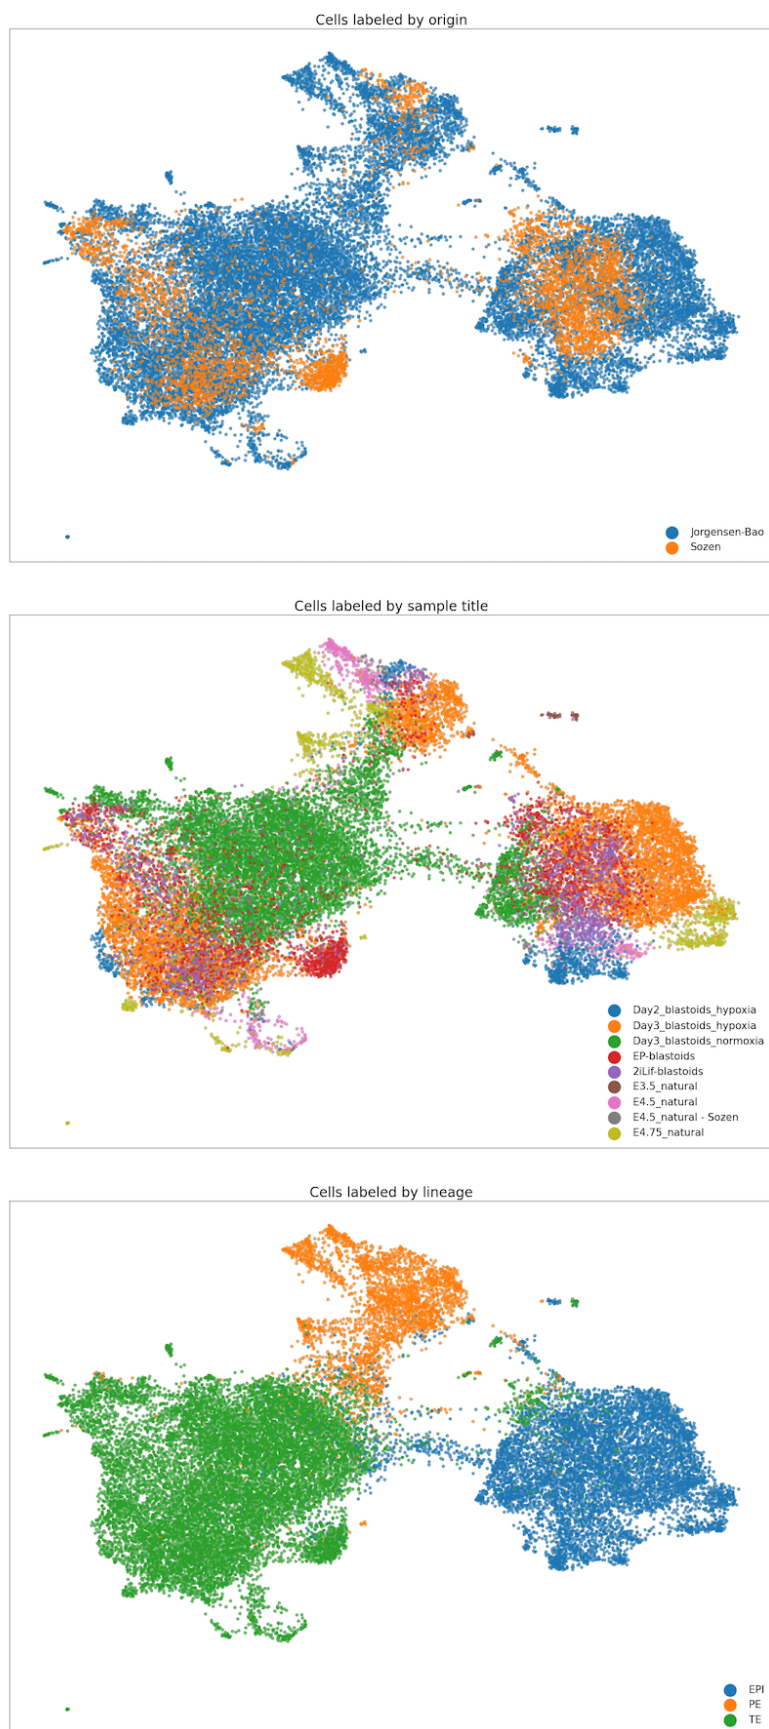 Cells labeled by origin
Jorgensen-Bao
Sozen
Cells labeled by sample title
Day2_blastoids_hypoxia
Day3_blastoids_hypoxia
Day3_blastoids_normoxia
EP-blastoids
2iLif-blastoids
E3.5_natural
E4.5_natural
E4.5_natural - Sozen
E4.75_natural
Cells labeled by lineage
EPI
PE
TE